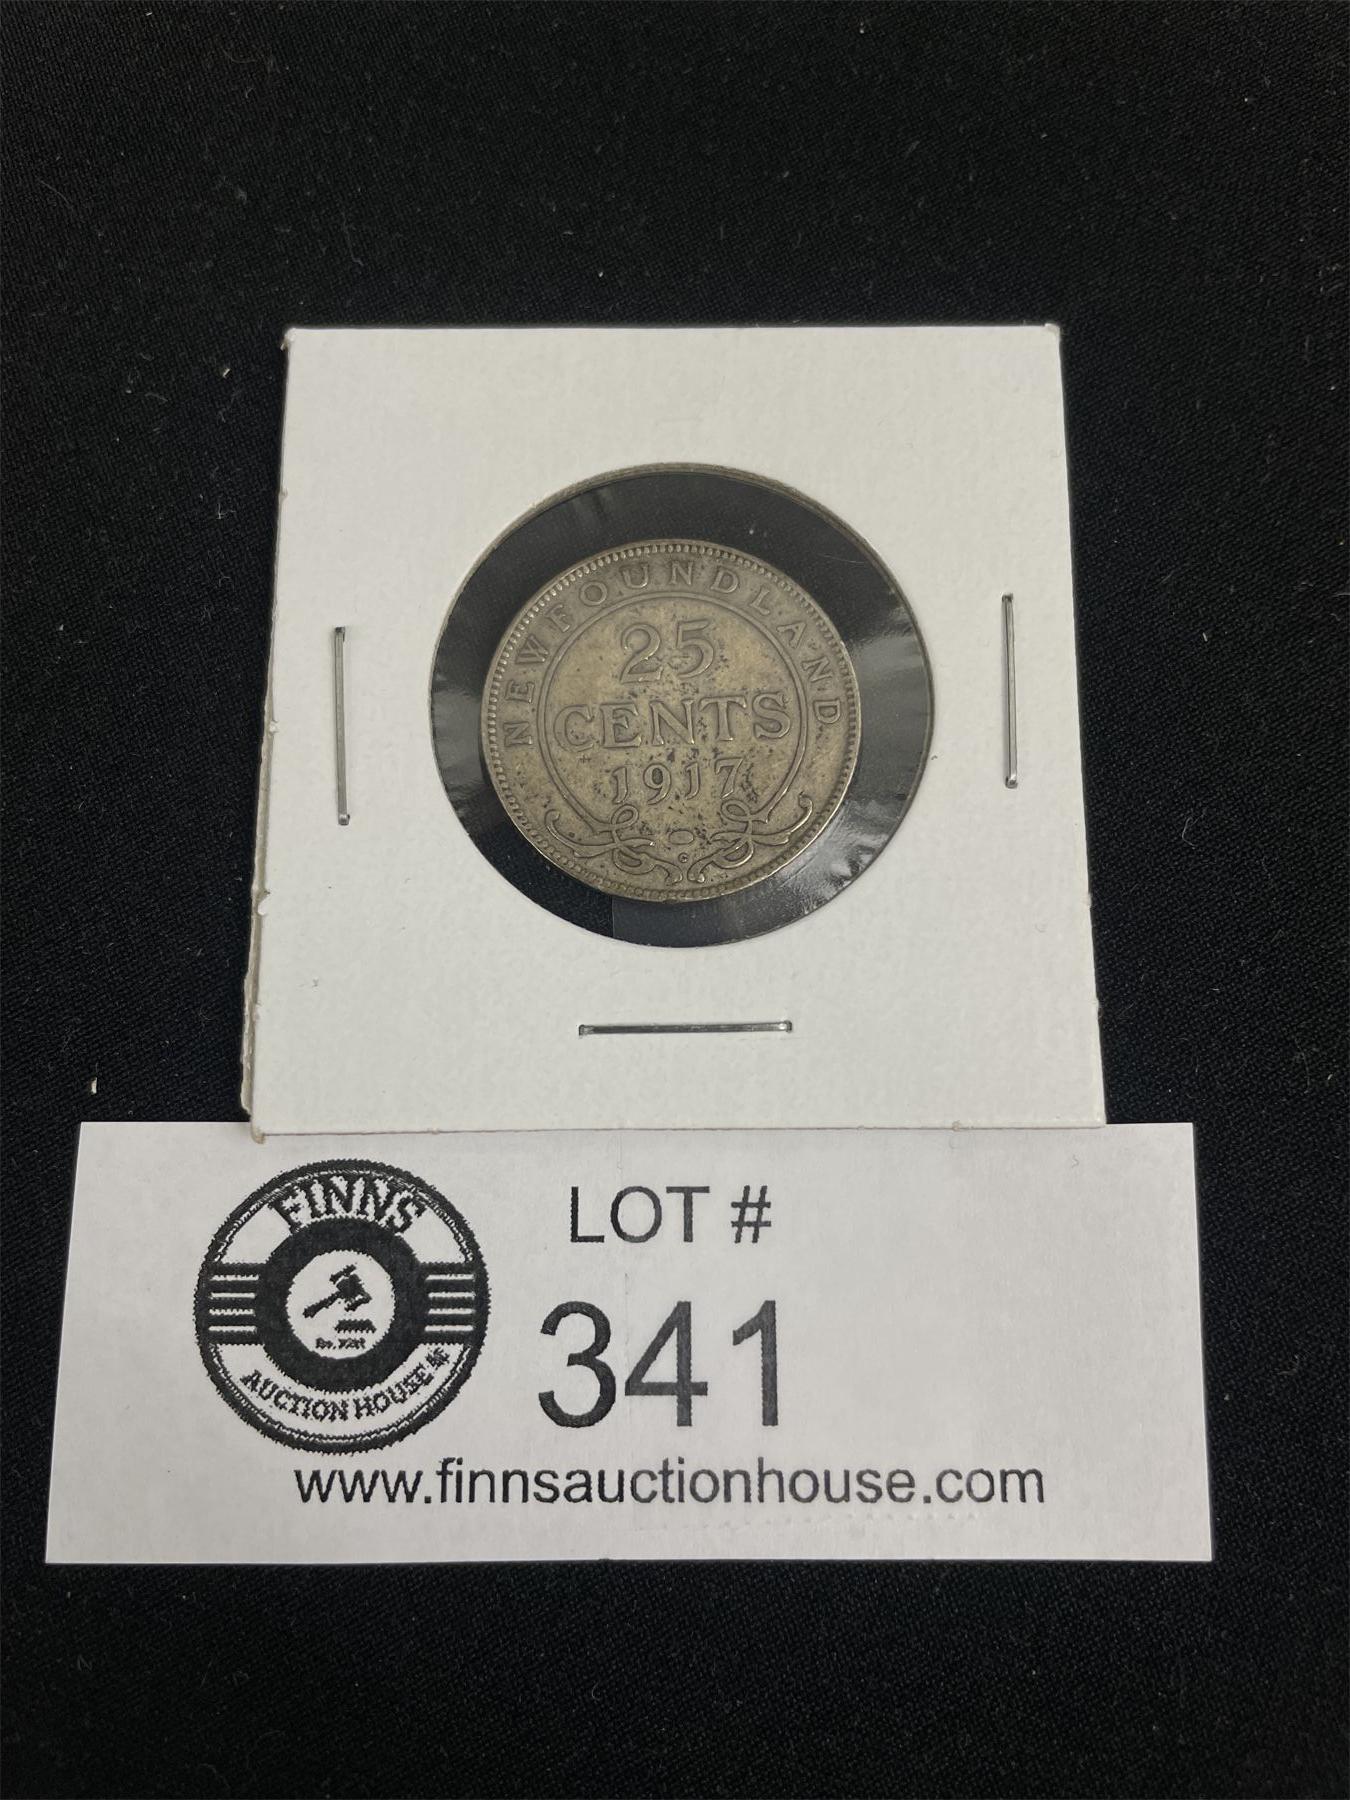 NEWFOUNDLAND
25
CENTS
1917
C
FINNS
AUCTION HOUSE
LOT #
341
www.finnsauctionhouse.com